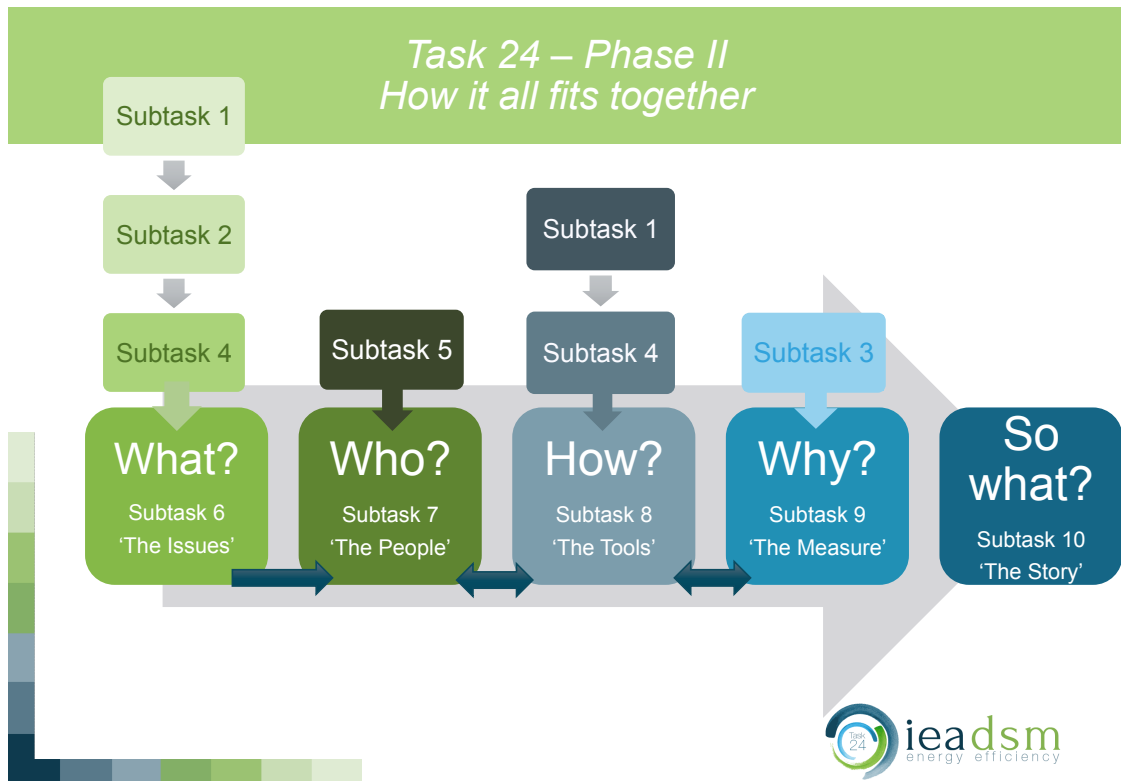 Task 24 – Phase II
How it all fits together
Subtask 1
Subtask 2
Subtask 4
Subtask 5
Subtask 1
Subtask 4
Subtask 3
What?
Subtask 6
‘The Issues’
Who?
Subtask 7
‘The People’
How?
Subtask 8
‘The Tools’
Why?
Subtask 9
‘The Measure’
So
what?
Subtask 10
‘The Story’
Task
24
ieadsm
energy efficiency